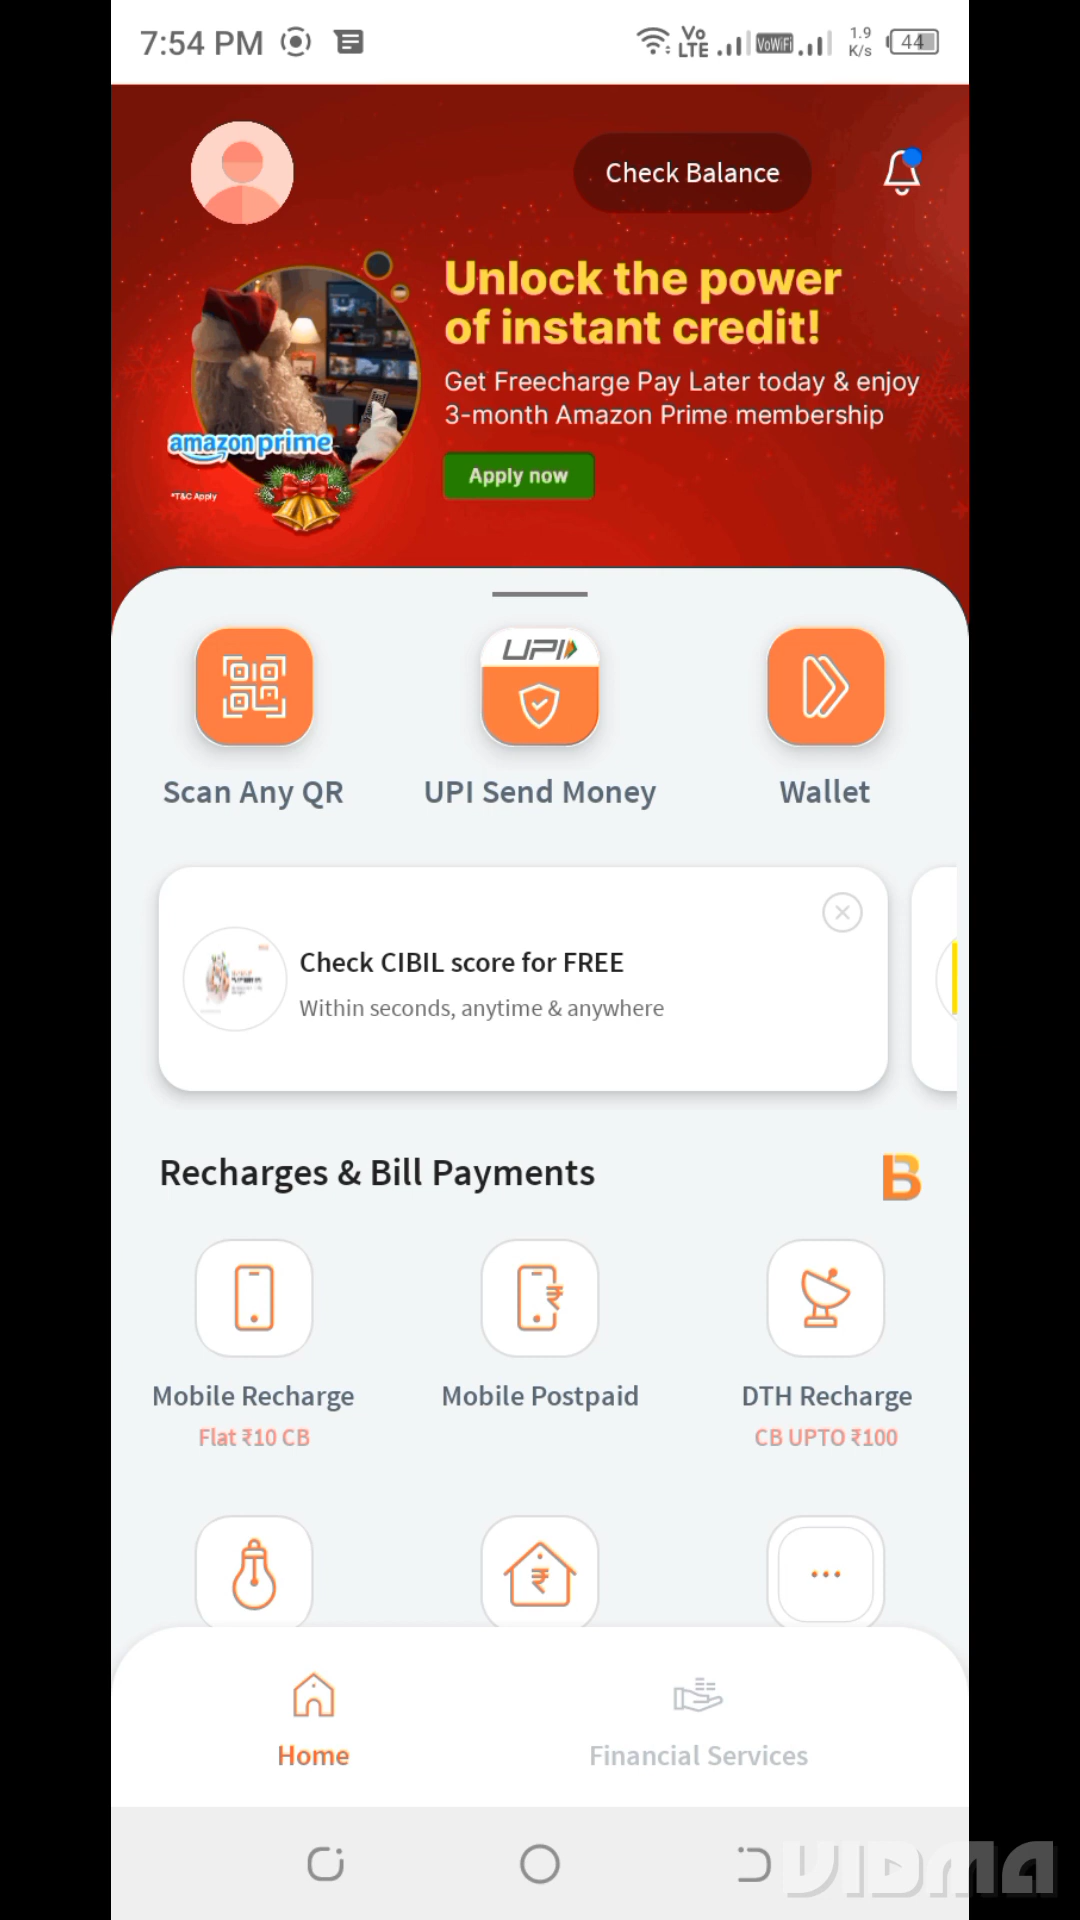 7:54 PM
Vo
LTE
VoWiFi
1.9
K/s
44
Check Balance
Unlock the power
of instant credit!
Get Freecharge Pay Later today & enjoy
3-month Amazon Prime membership
amazon prime
Apply now
*T&C Apply
UPI
Scan Any QR
UPI Send Money
Wallet
Check CIBIL score for FREE
Within seconds, anytime & anywhere
Recharges & Bill Payments
B
Mobile Recharge
Mobile Postpaid
DTH Recharge
Flat ₹10 CB
CB UPTO ₹100
Home
Financial Services
VIDMA